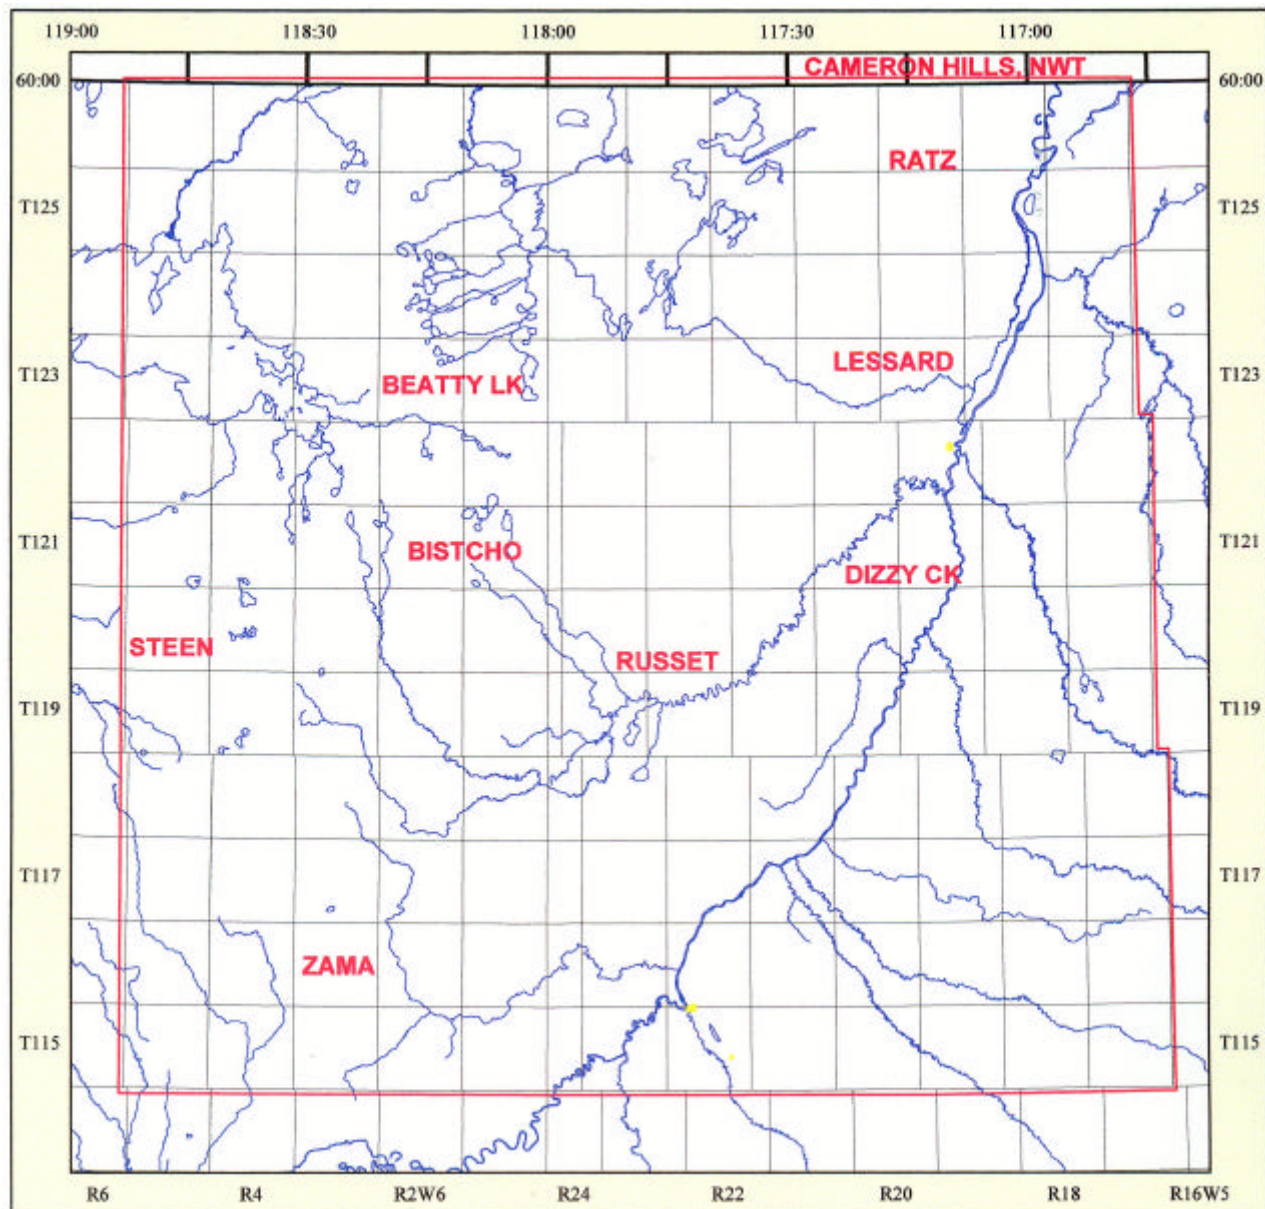 119:00 118:30 118:00 117:30 117:00
60:00 CAMERON HILLS, NWT 60:00
RATZ
T125 T125
LESSARD
T123 BEATTY LK T123
T121 BISTCHO T121
DIZZY CK
STEEN
RUSSET
T119 T119
T117 T117
ZAMA
T115 T115
R6 R4 R2W6 R24 R22 R20 R18 R16W5